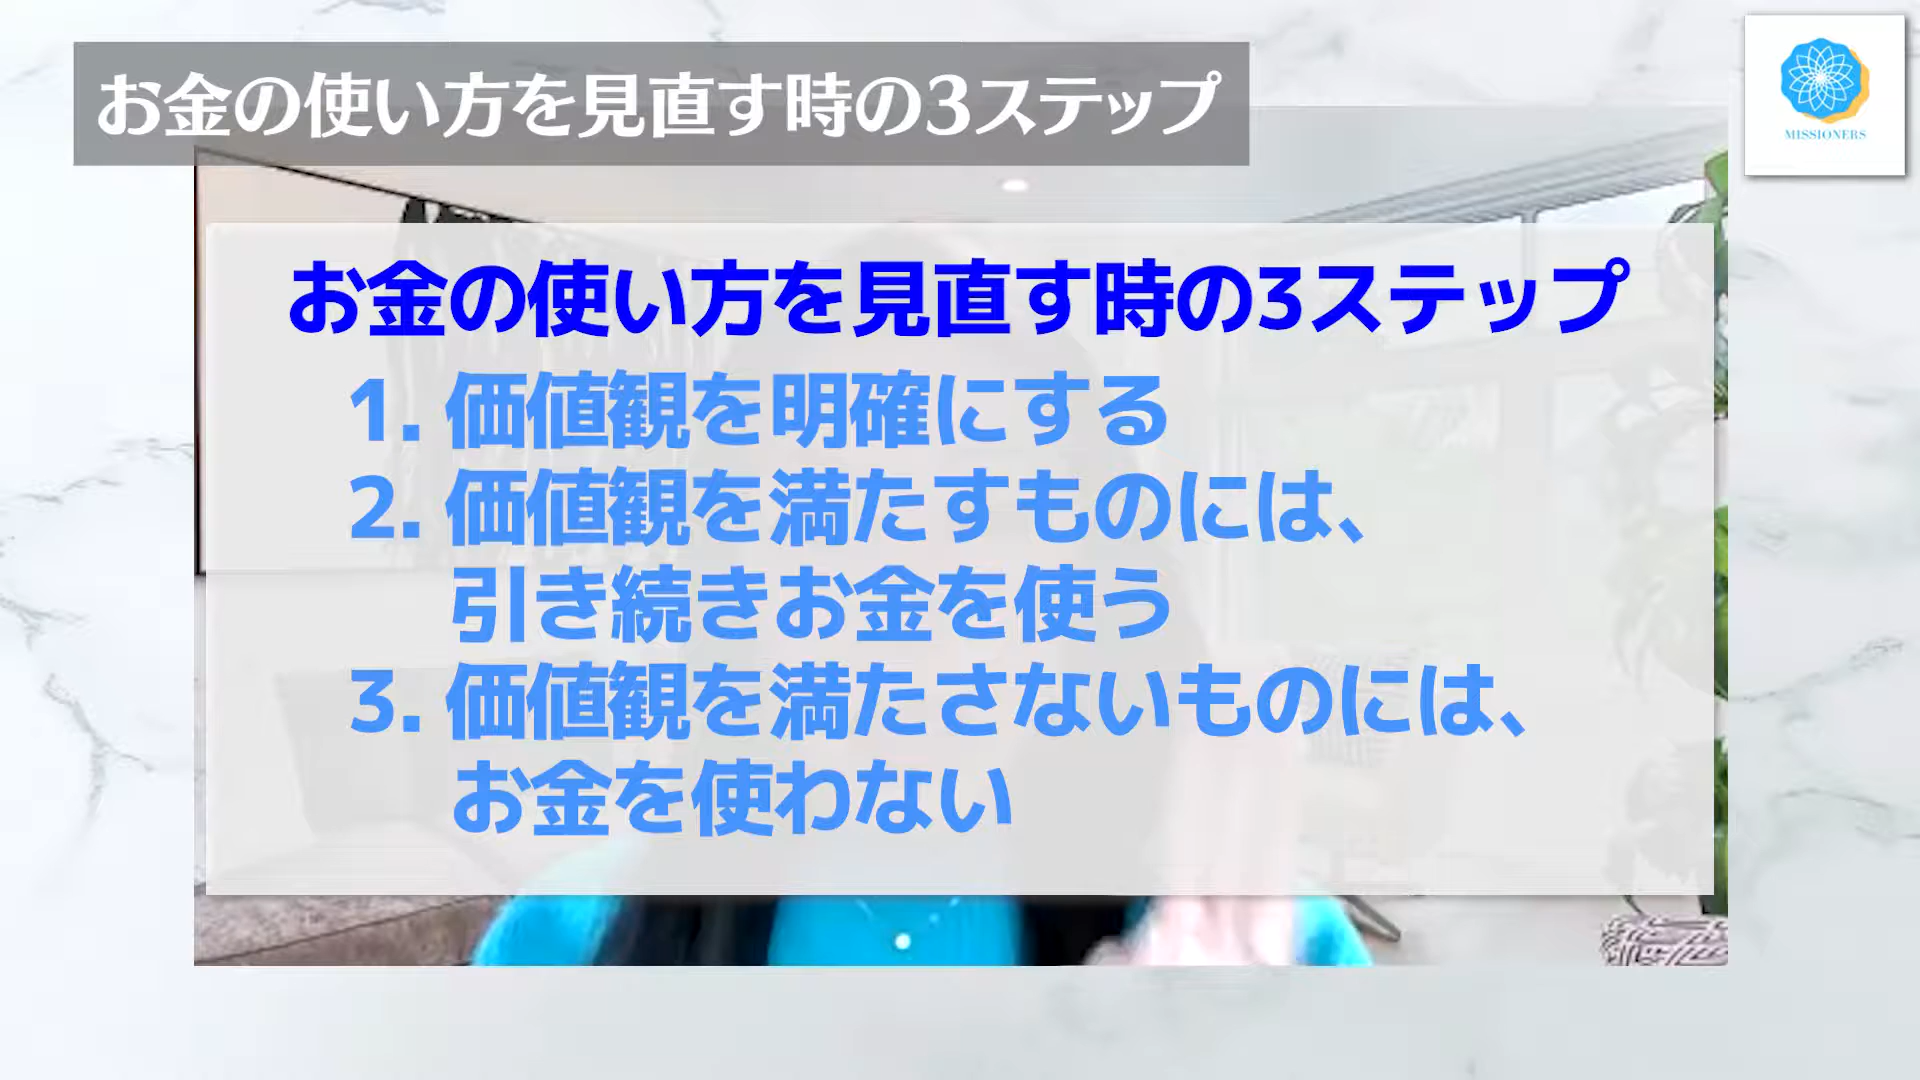 お金の使い方を見直す時の3ステップ
MISSIONERS
お金の使い方を見直す時の3ステップ
1. 価値観を明確にする
2. 価値観を満たすものには、
引き続きお金を使う
3. 価値観を満たさないものには、
お金を使わない